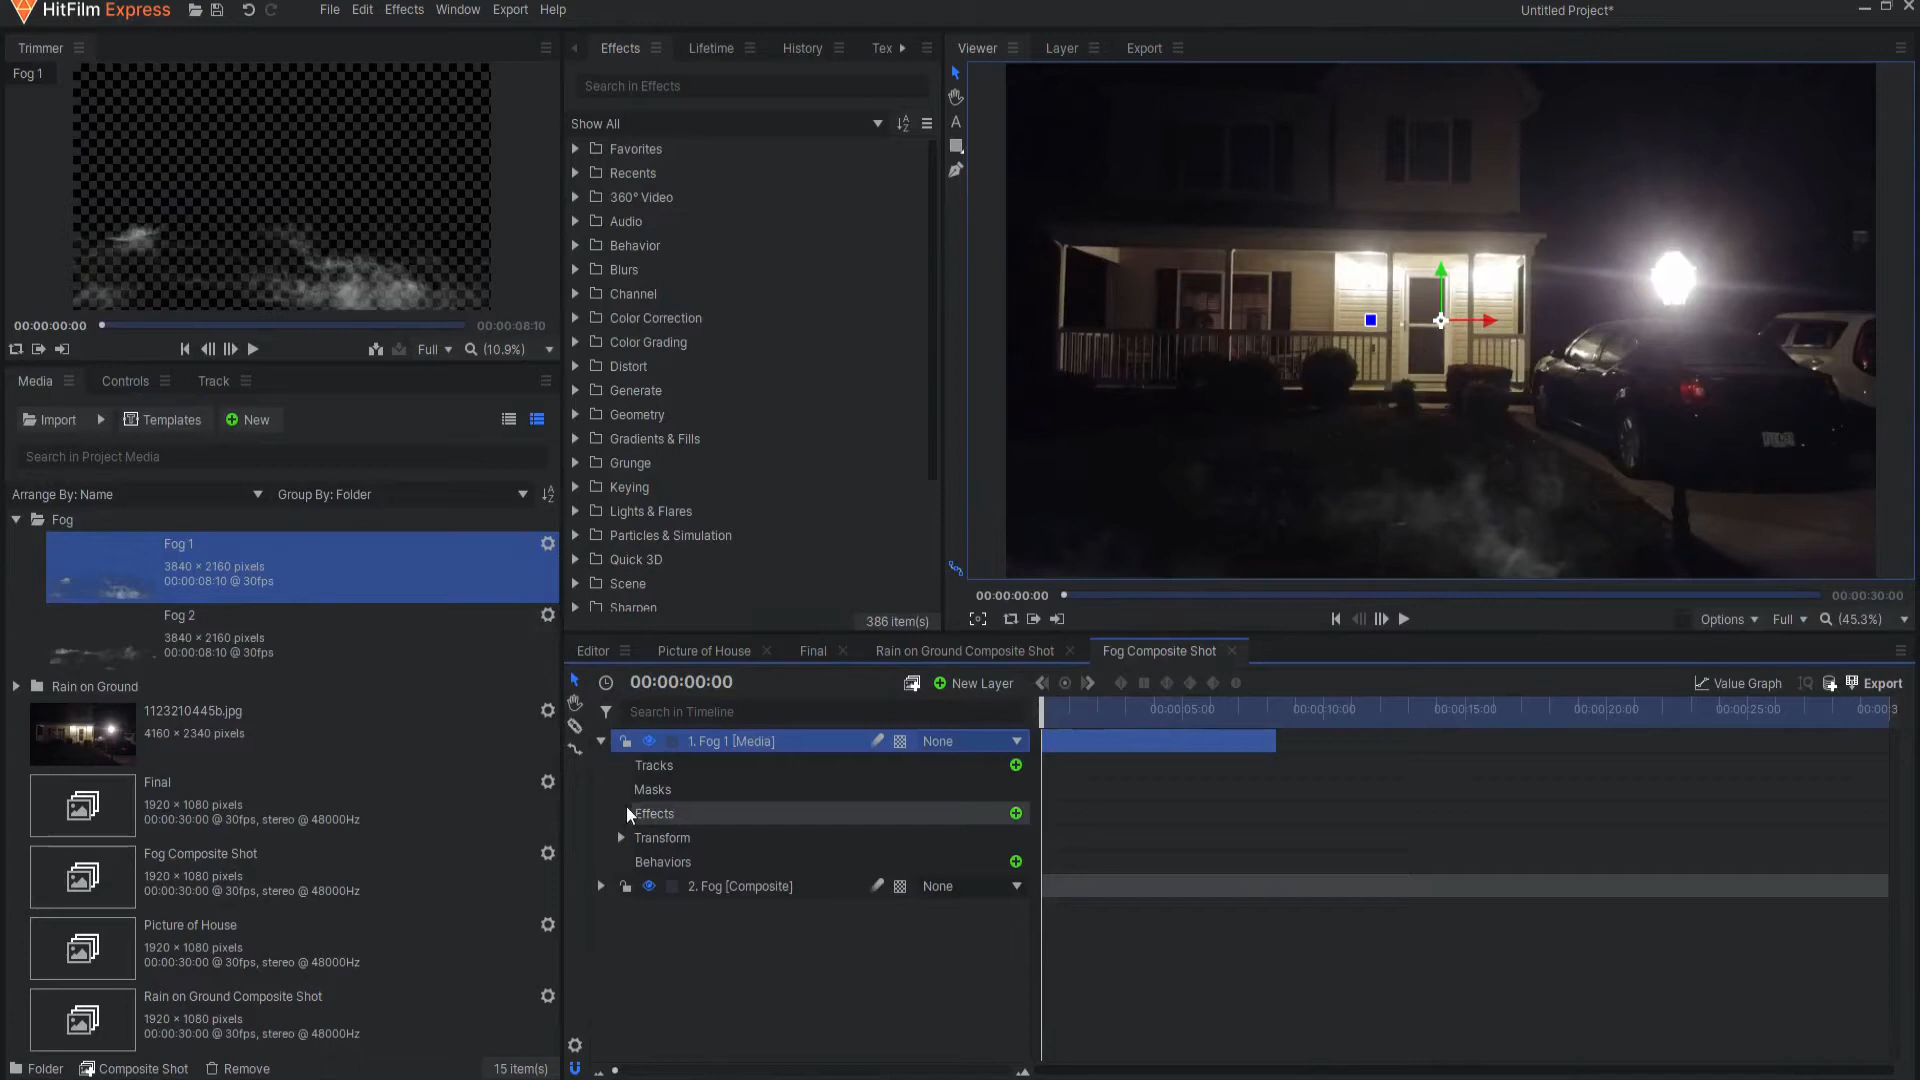 HitFilm Express
File Edit Effects Window Export Help
Untitled Project*
Trimmer
Fog 1
00:00:00:00
00:00:08:10
Full
(10.9%)
Media
Controls
Track
Import
Templates
New
Search in Project Media
Arrange By: Name
Group By: Folder
Fog
Fog 1
3840 × 2160 pixels
00:00:08:10 @ 30fps
Fog 2
3840 × 2160 pixels
00:00:08:10 @ 30fps
Rain on Ground
1123210445b.jpg
4160 × 2340 pixels
Final
1920 × 1080 pixels
00:00:30:00 @ 30fps, stereo @ 48000Hz
Fog Composite Shot
1920 × 1080 pixels
00:00:30:00 @ 30fps, stereo @ 48000Hz
Picture of House
1920 × 1080 pixels
00:00:30:00 @ 30fps, stereo @ 48000Hz
Rain on Ground Composite Shot
1920 × 1080 pixels
00:00:30:00 @ 30fps, stereo @ 48000Hz
Folder
Composite Shot
Remove
15 item(s)
Effects
Lifetime
History
Tex
Search in Effects
Show All
Favorites
Recents
360° Video
Audio
Behavior
Blurs
Channel
Color Correction
Color Grading
Distort
Generate
Geometry
Gradients & Fills
Grunge
Keying
Lights & Flares
Particles & Simulation
Quick 3D
Scene
Sharpen
386 item(s)
Viewer
Layer
Export
A
00:00:00:00
00:00:30:00
Options
Full
(45.3%)
Editor
Picture of House
Final
Rain on Ground Composite Shot
Fog Composite Shot
00:00:00:00
New Layer
Value Graph
Export
Search in Timeline
00:00:05:00
00:00:10:00
00:00:15:00
00:00:20:00
00:00:25:00
00:00:3
1. Fog 1 [Media]
None
Tracks
Masks
Effects
Transform
Behaviors
2. Fog [Composite]
None